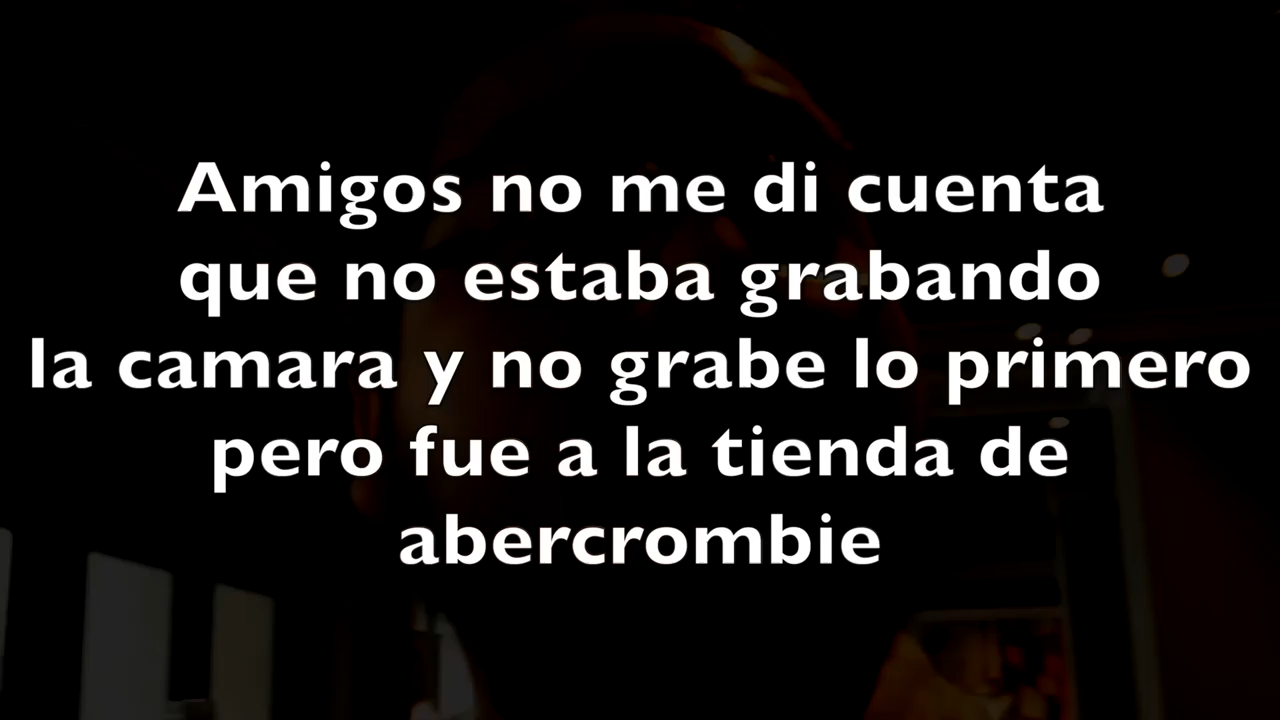 Amigos no me di cuenta
que no estaba grabando
la camara y no grabe lo primero
pero fue a la tienda de
abercrombie